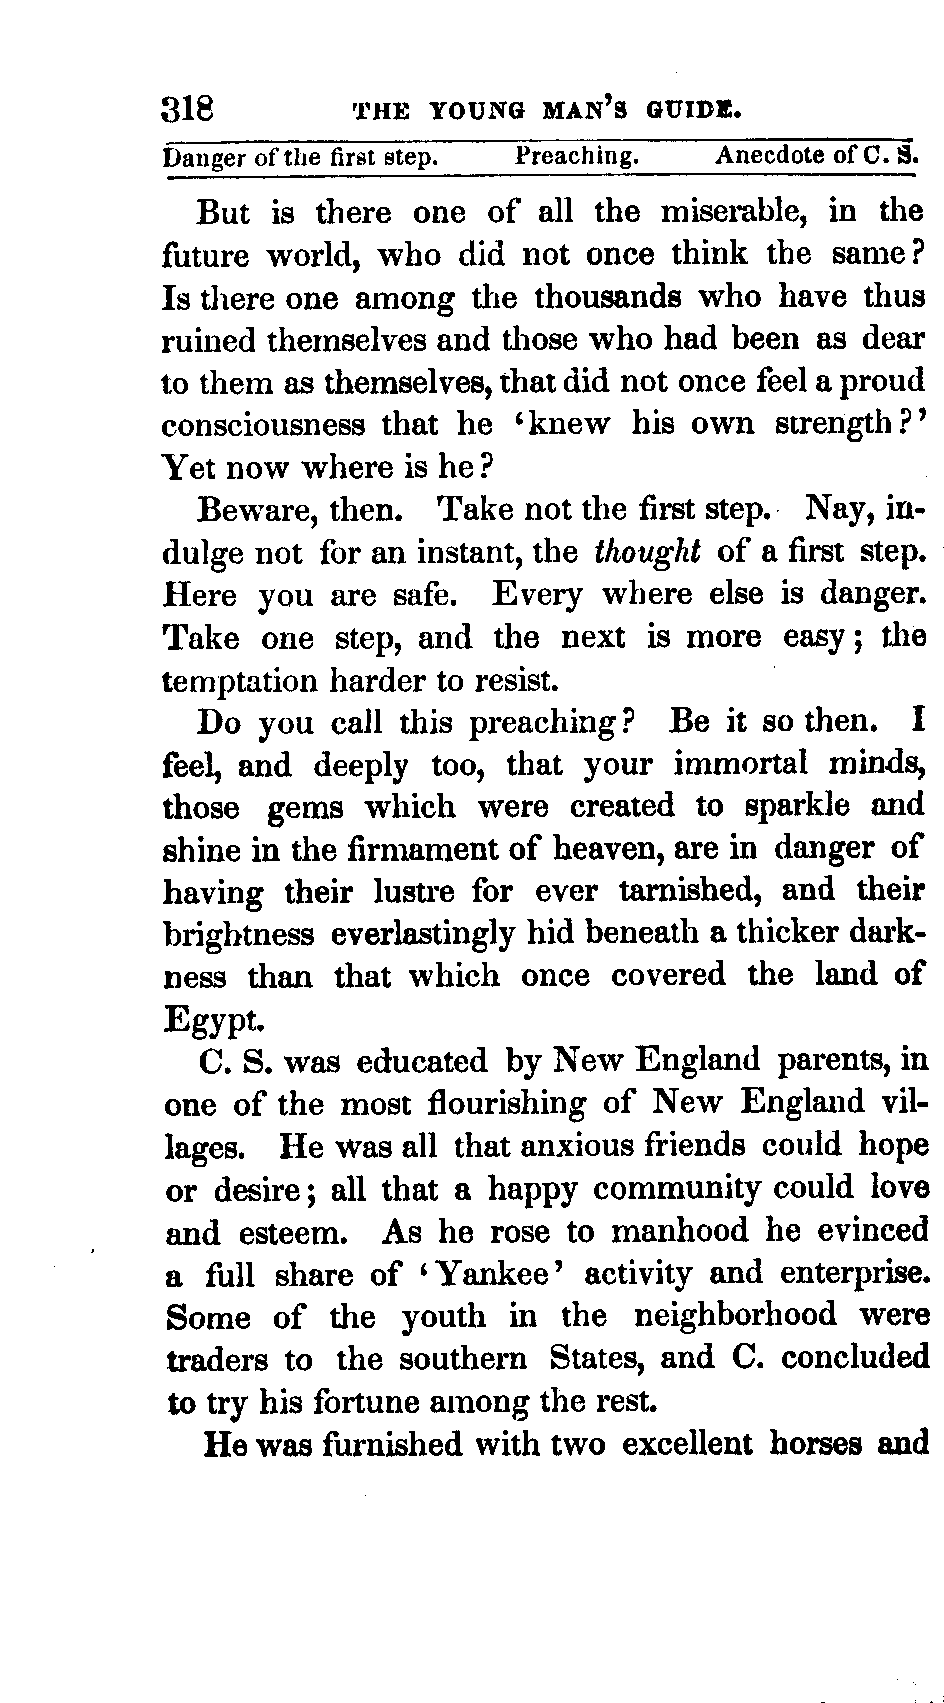 318 THE YOUNG MAN'S GUIDE.
Danger of the first step. Preaching. Anecdote of C. S.
But is there one of all the miserable, in the
future world, who did not once think the same?
Is there one among the thousands who have thus
ruined themselves and those who had been as dear
to them as themselves, that did not once feel a proud
consciousness that he 'knew his own strength?'
Yet now where is he?
Beware, then. Take not the first step. Nay, in-
dulge not for an instant, the thought of a first step.
Here you are safe. Every where else is danger.
Take one step, and the next is more easy; the
temptation harder to resist.
Do you call this preaching? Be it so then. I
feel, and deeply too, that your immortal minds,
those gems which were created to sparkle and
shine in the firmament of heaven, are in danger of
having their lustre for ever tarnished, and their
brightness everlastingly hid beneath a thicker dark-
ness than that which once covered the land of
Egypt.
C. S. was educated by New England parents, in
one of the most flourishing of New England vil-
lages. He was all that anxious friends could hope
or desire; all that a happy community could love
and esteem. As he rose to manhood he evinced
a full share of 'Yankee' activity and enterprise.
Some of the youth in the neighborhood were
traders to the southern States, and C. concluded
to try his fortune among the rest.
He was furnished with two excellent horses and